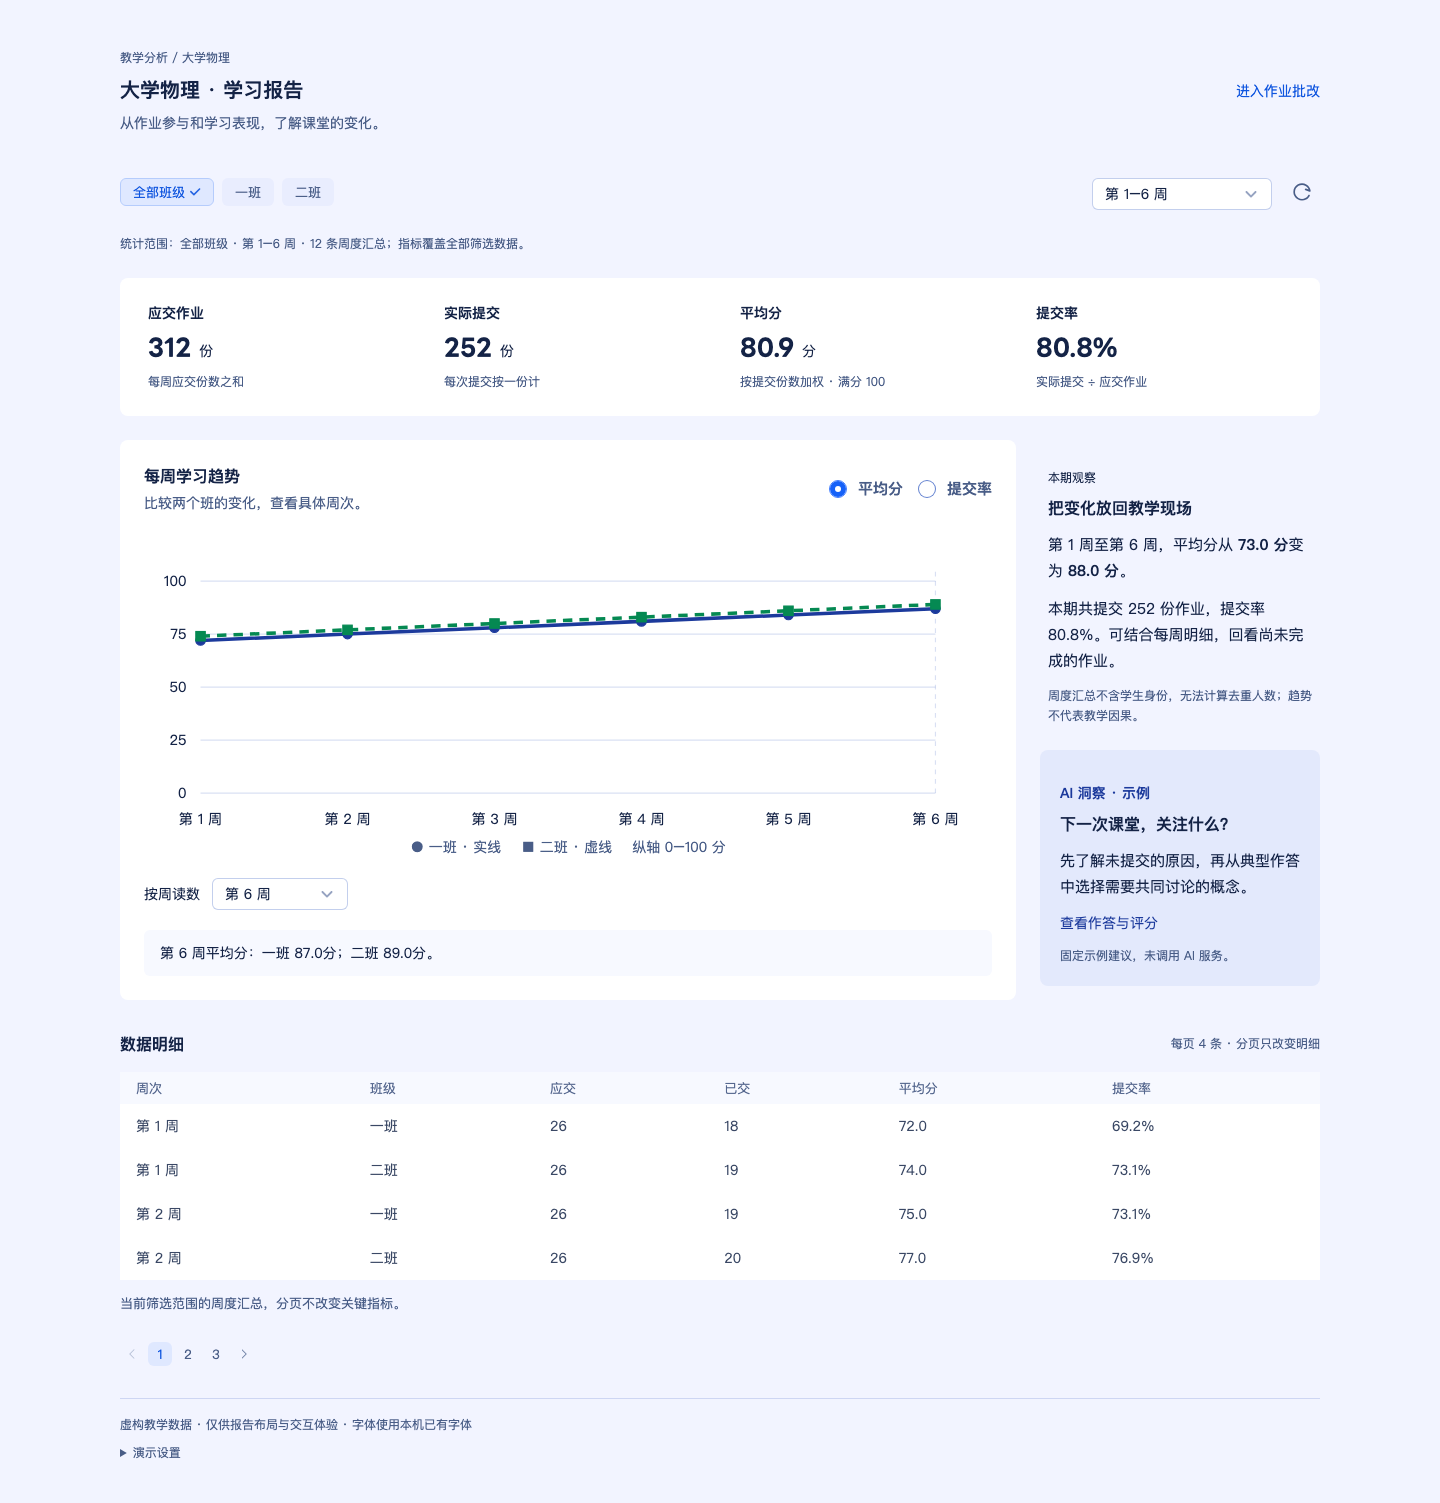 教学分析 / 大学物理
大学物理 · 学习报告
进入作业批改
从作业参与和学习表现，了解课堂的变化。
全部班级
一班
二班
第 1—6 周
统计范围：全部班级 · 第 1—6 周 · 12 条周度汇总；指标覆盖全部筛选数据。
应交作业
312 份
每周应交份数之和
实际提交
252 份
每次提交按一份计
平均分
80.9 分
按提交份数加权 · 满分 100
提交率
80.8%
实际提交 ÷ 应交作业
每周学习趋势
比较两个班的变化，查看具体周次。
平均分
提交率
100
75
50
25
0
第 1 周
第 2 周
第 3 周
第 4 周
第 5 周
第 6 周
一班 · 实线
二班 · 虚线
纵轴 0—100 分
按周读数
第 6 周
第 6 周平均分：一班 87.0分；二班 89.0分。
本期观察
把变化放回教学现场
第 1 周至第 6 周，平均分从 73.0 分变
为 88.0 分。
本期共提交 252 份作业，提交率
80.8%。可结合每周明细，回看尚未完
成的作业。
周度汇总不含学生身份，无法计算去重人数；趋势
不代表教学因果。
AI 洞察 · 示例
下一次课堂，关注什么？
先了解未提交的原因，再从典型作答
中选择需要共同讨论的概念。
查看作答与评分
固定示例建议，未调用 AI 服务。
数据明细
每页 4 条 · 分页只改变明细
周次 班级 应交 已交 平均分 提交率
第 1 周 一班 26 18 72.0 69.2%
第 1 周 二班 26 19 74.0 73.1%
第 2 周 一班 26 19 75.0 73.1%
第 2 周 二班 26 20 77.0 76.9%
当前筛选范围的周度汇总，分页不改变关键指标。
1 2 3
虚构教学数据 · 仅供报告布局与交互体验 · 字体使用本机已有字体
演示设置